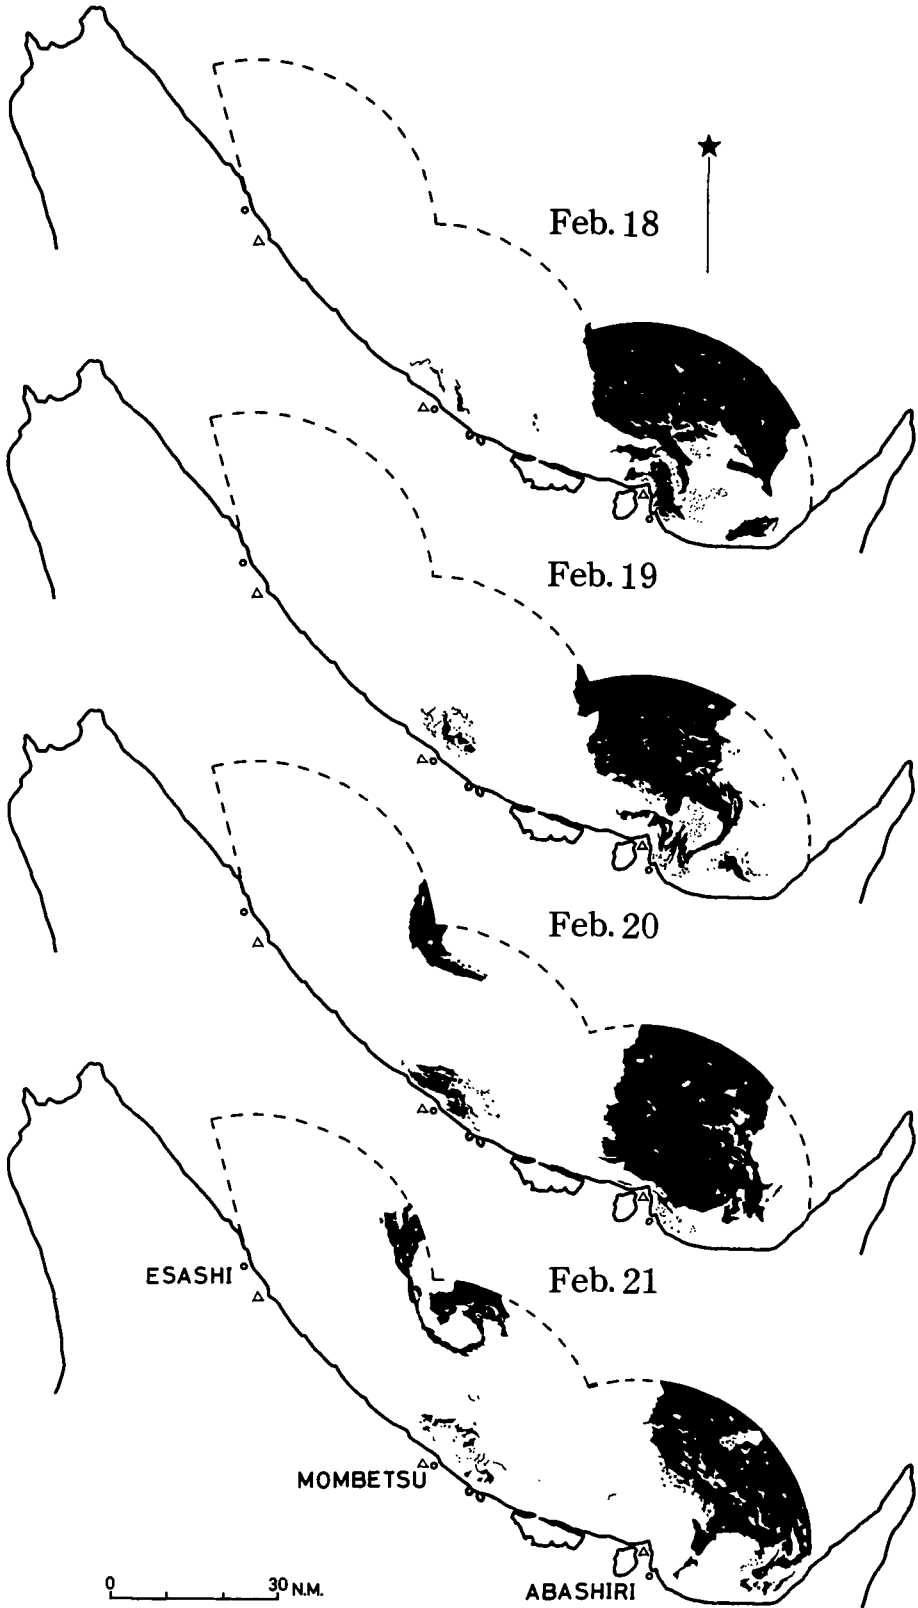 Feb. 18
Feb. 19
Feb. 20
Feb. 21
ESASHI
MOMBETSU
ABASHIRI
0 30 N.M.